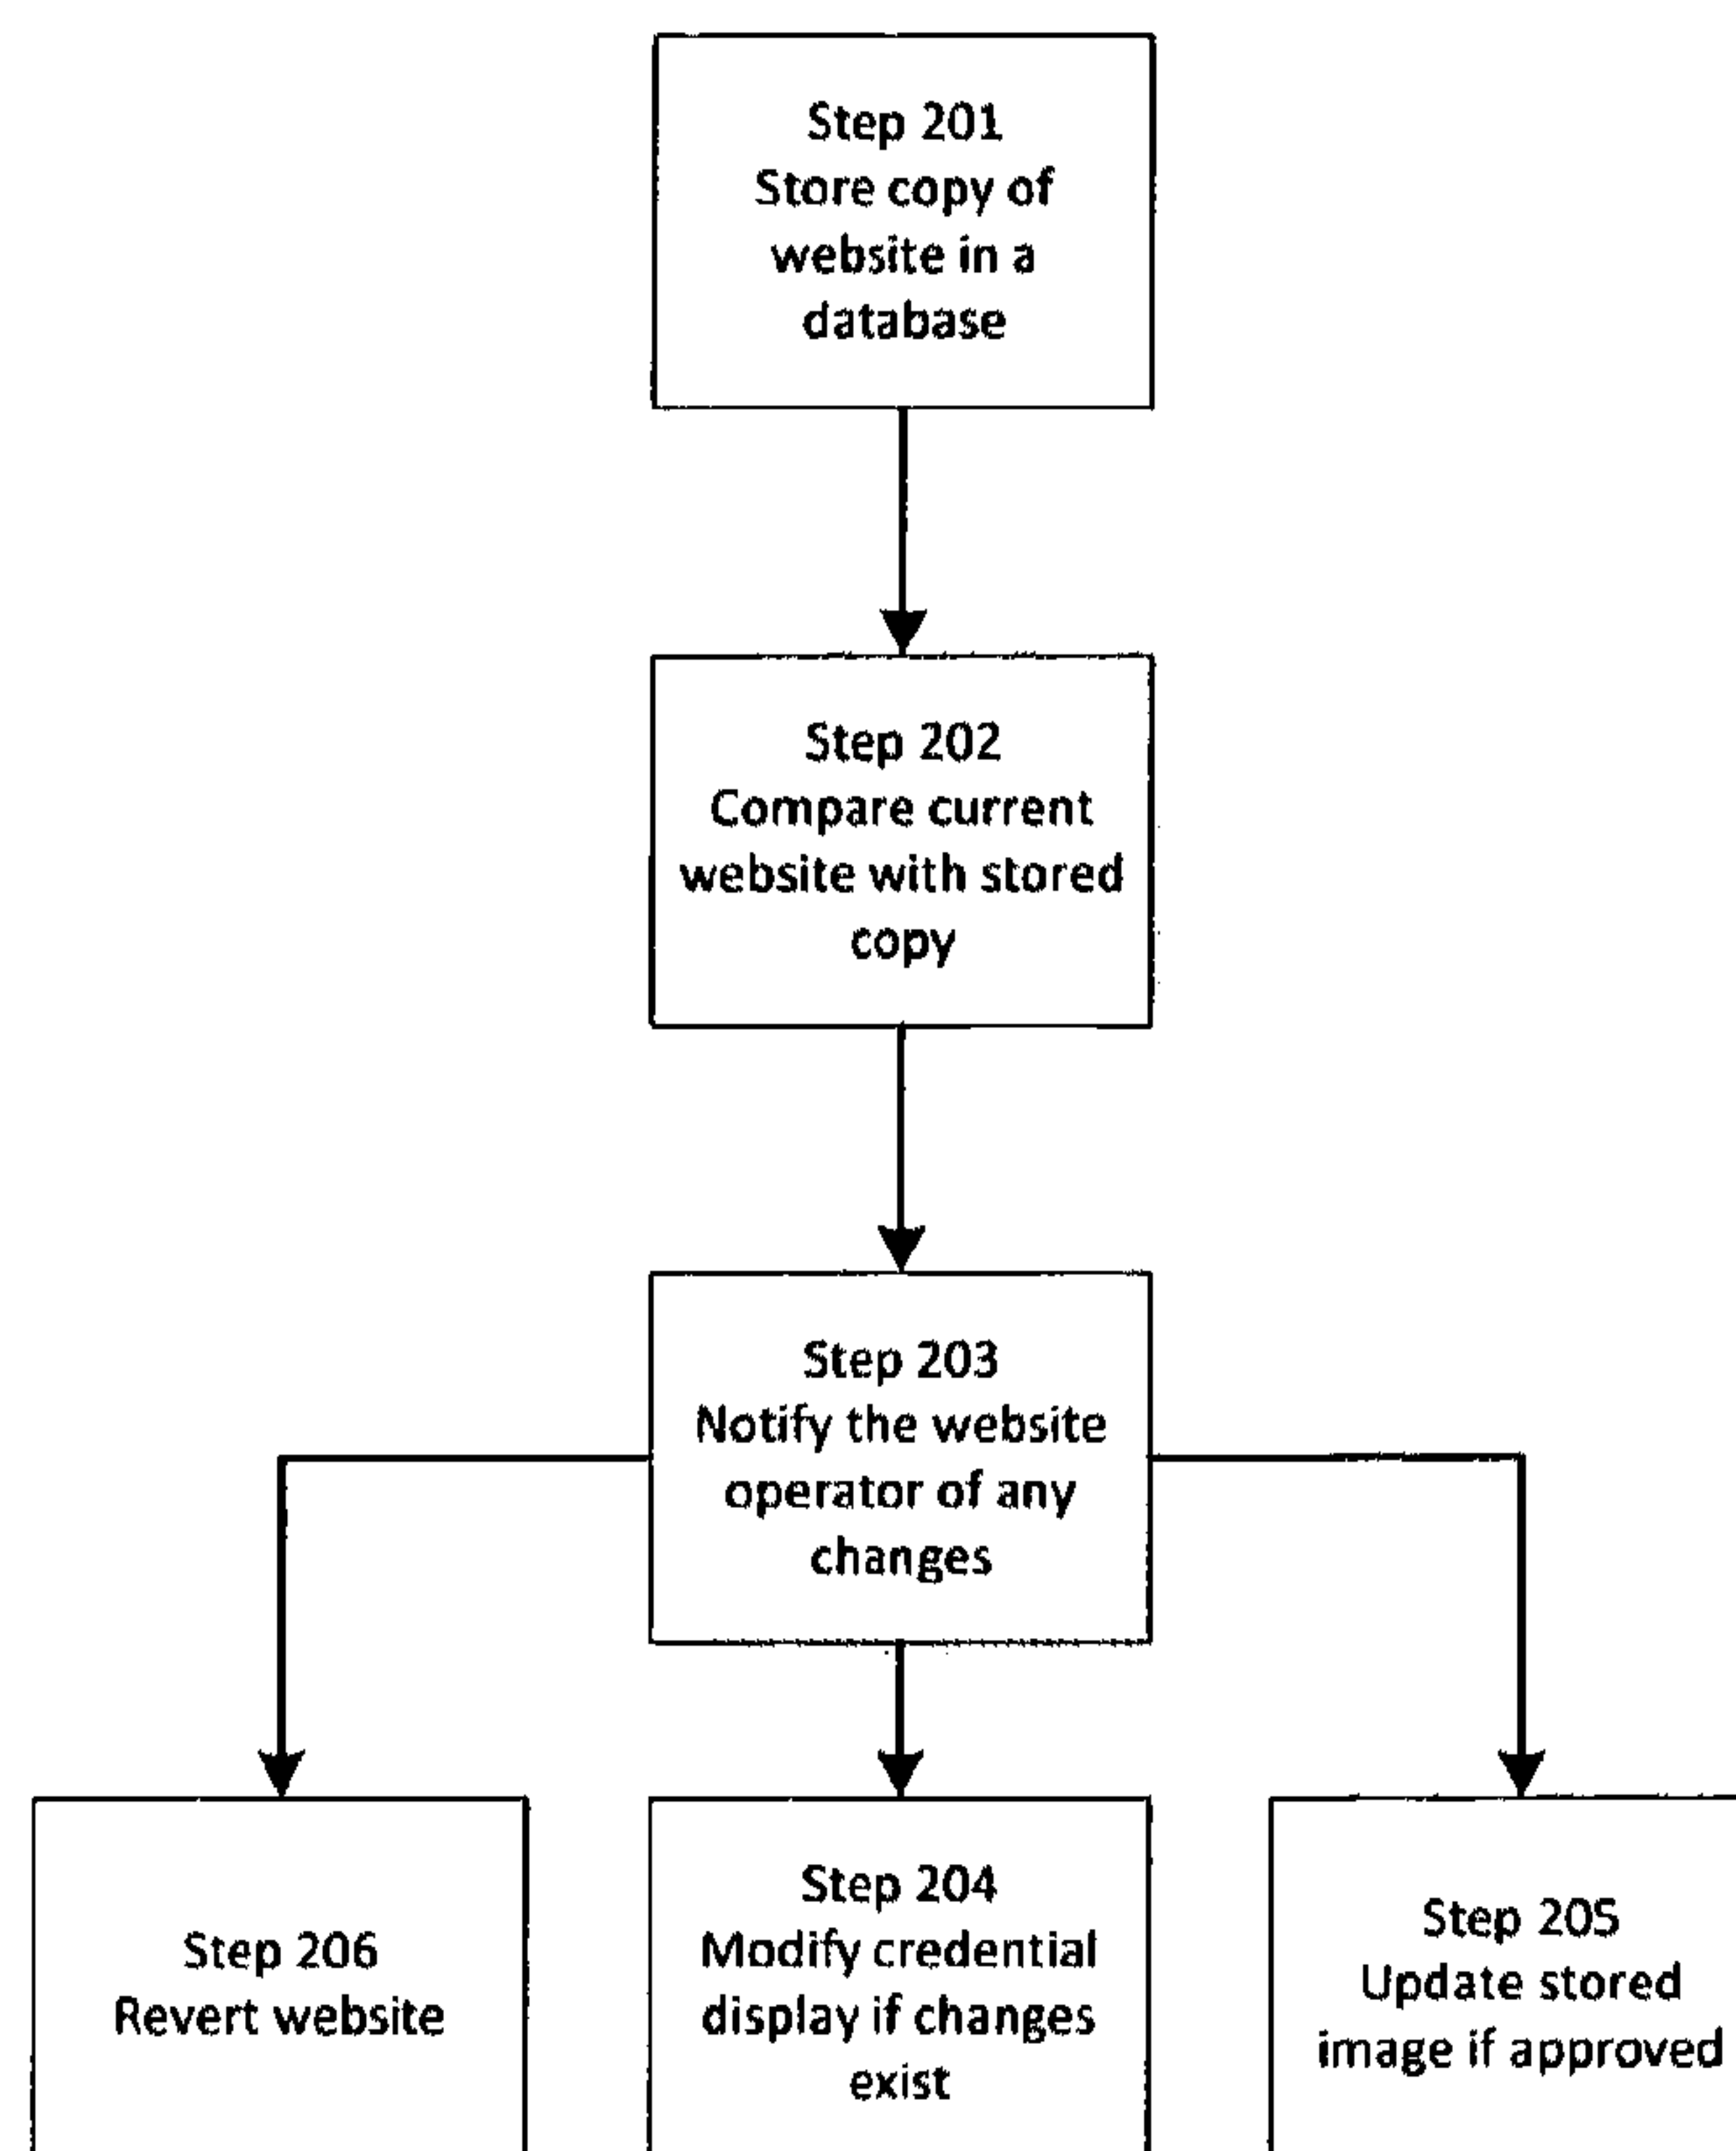 Step 201
Store copy of
website in a
database
Step 202
Compare current
website with stored
copy
Step 203
Notify the website
operator of any
changes
Step 206
Revert website
Step 204
Modify credential
display if changes
exist
Step 205
Update stored
image if approved